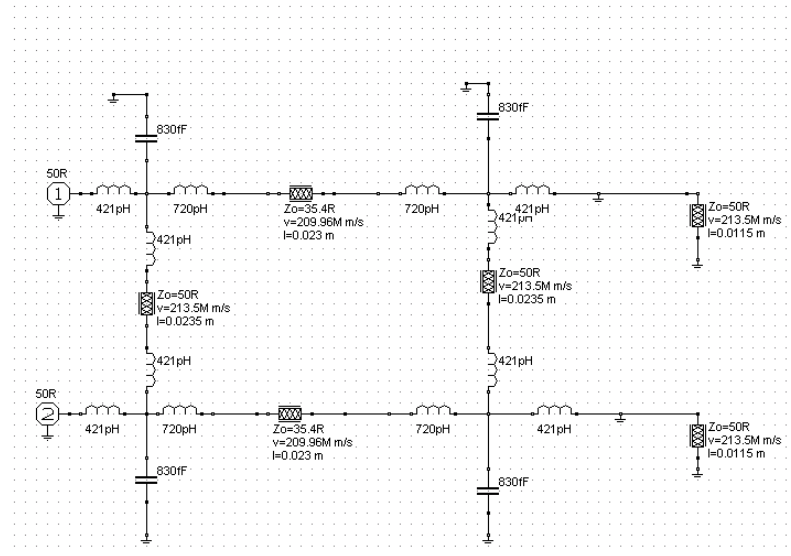 830fF
830fF
50R
1
421pH
720pH
Zo=35.4R
v=209.96M m/s
l=0.023 m
720pH
421pH
421pH
421pH
Zo=50R
v=213.5M m/s
l=0.0115 m
Zo=50R
v=213.5M m/s
l=0.0235 m
Zo=50R
v=213.5M m/s
l=0.0235 m
421pH
421pH
50R
2
421pH
720pH
Zo=35.4R
v=209.96M m/s
l=0.023 m
720pH
421pH
Zo=50R
v=213.5M m/s
l=0.0115 m
830fF
830fF